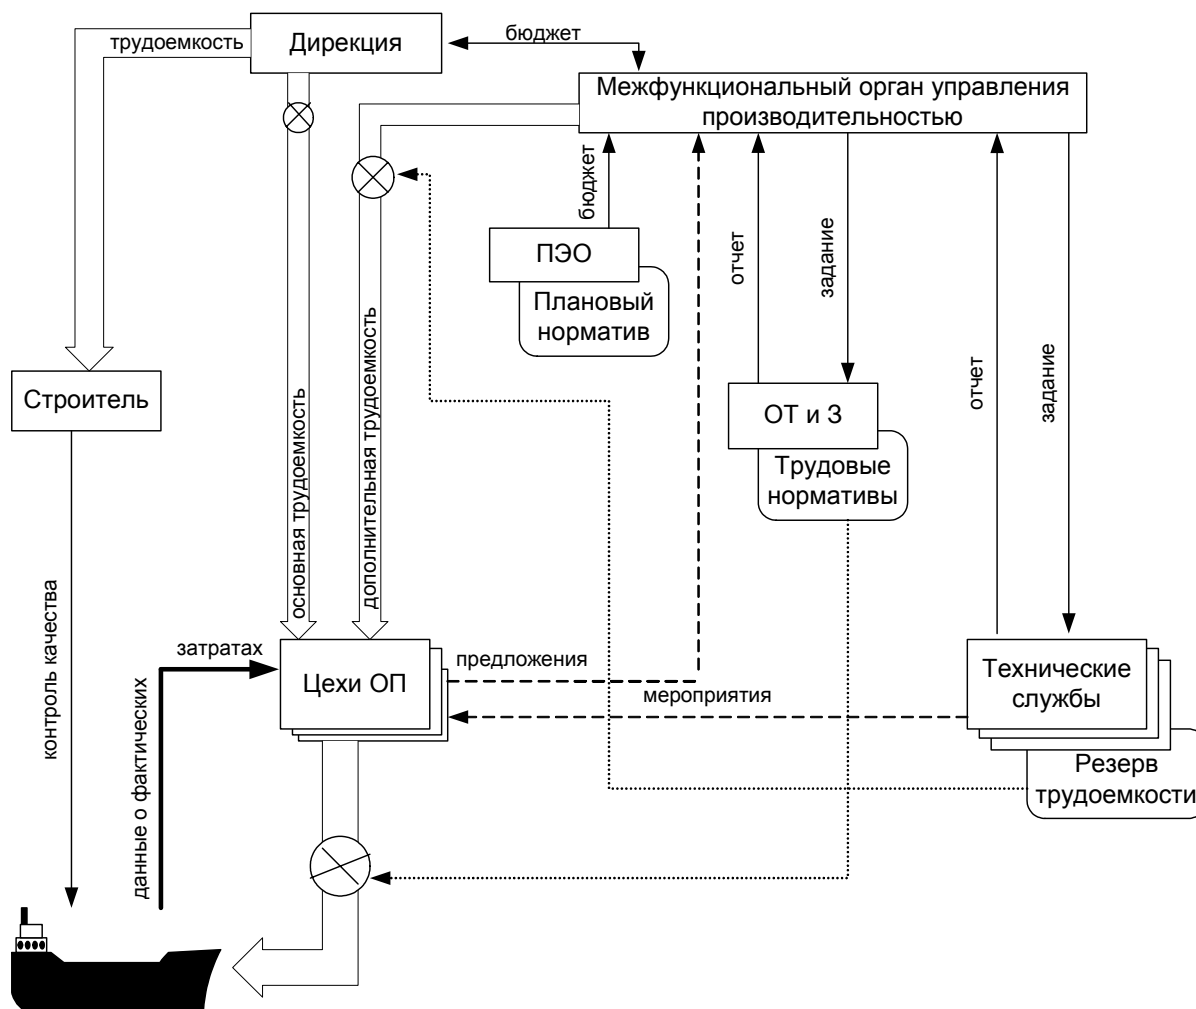 трудоемкость
Дирекция
бюджет
Межфункциональный орган управления
производительностью
бюджет
отчет
задание
ПЭО
Плановый
норматив
основная трудоемкость
дополнительная трудоемкость
Строитель
ОТ и З
Трудовые
нормативы
отчет
задание
контроль качества
данные о фактических
затратах
Цехи ОП
предложения
мероприятия
Технические
службы
Резерв
трудоемкости